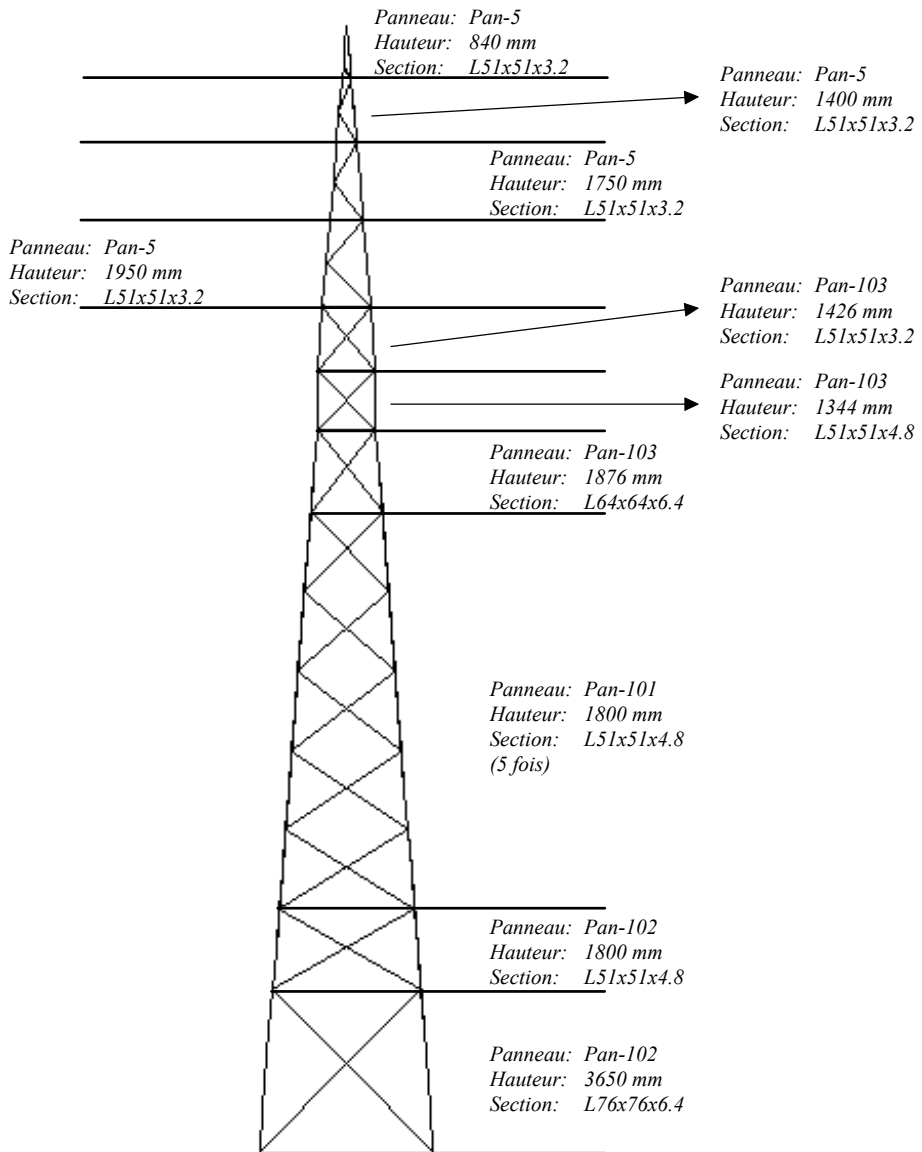 Panneau: Pan-5
Hauteur: 840 mm
Section: L51x51x3.2
Panneau: Pan-5
Hauteur: 1400 mm
Section: L51x51x3.2
Panneau: Pan-5
Hauteur: 1750 mm
Section: L51x51x3.2
Panneau: Pan-5
Hauteur: 1950 mm
Section: L51x51x3.2
Panneau: Pan-103
Hauteur: 1426 mm
Section: L51x51x3.2
Panneau: Pan-103
Hauteur: 1344 mm
Section: L51x51x4.8
Panneau: Pan-103
Hauteur: 1876 mm
Section: L64x64x6.4
Panneau: Pan-101
Hauteur: 1800 mm
Section: L51x51x4.8
(5 fois)
Panneau: Pan-102
Hauteur: 1800 mm
Section: L51x51x4.8
Panneau: Pan-102
Hauteur: 3650 mm
Section: L76x76x6.4